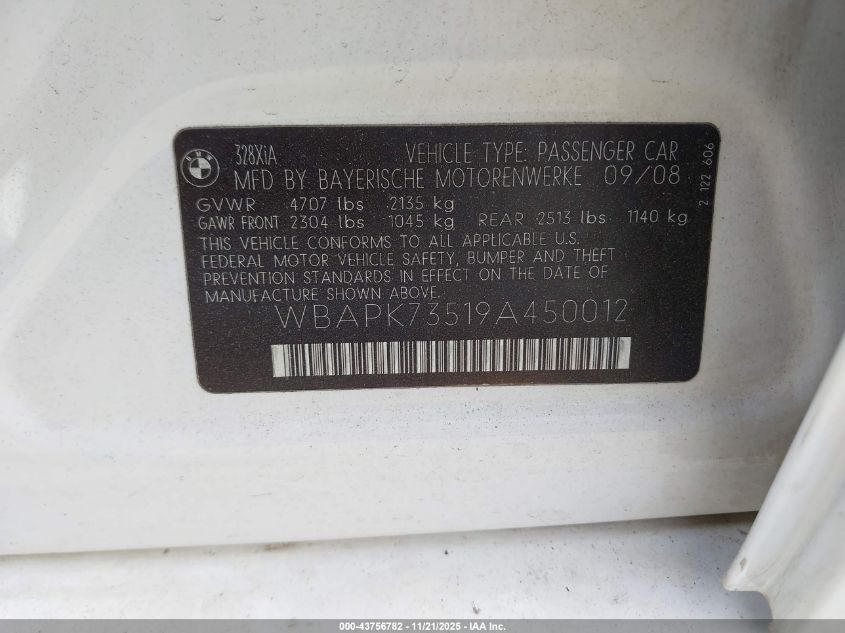 BMW
328XiA VEHICLE TYPE: PASSENGER CAR
MFD BY BAYERISCHE MOTORENWERKE 09/08
GVWR 4707 lbs 2135 kg
GAWR FRONT 2304 lbs 1045 kg REAR 2513 lbs 1140 kg
THIS VEHICLE CONFORMS TO ALL APPLICABLE U.S.
FEDERAL MOTOR VEHICLE SAFETY, BUMPER AND THEFT
PREVENTION STANDARDS IN EFFECT ON THE DATE OF
MANUFACTURE SHOWN ABOVE.
WBAPK73519A450012
2 122 606
000-43756782 - 11/21/2025 - IAA Inc.